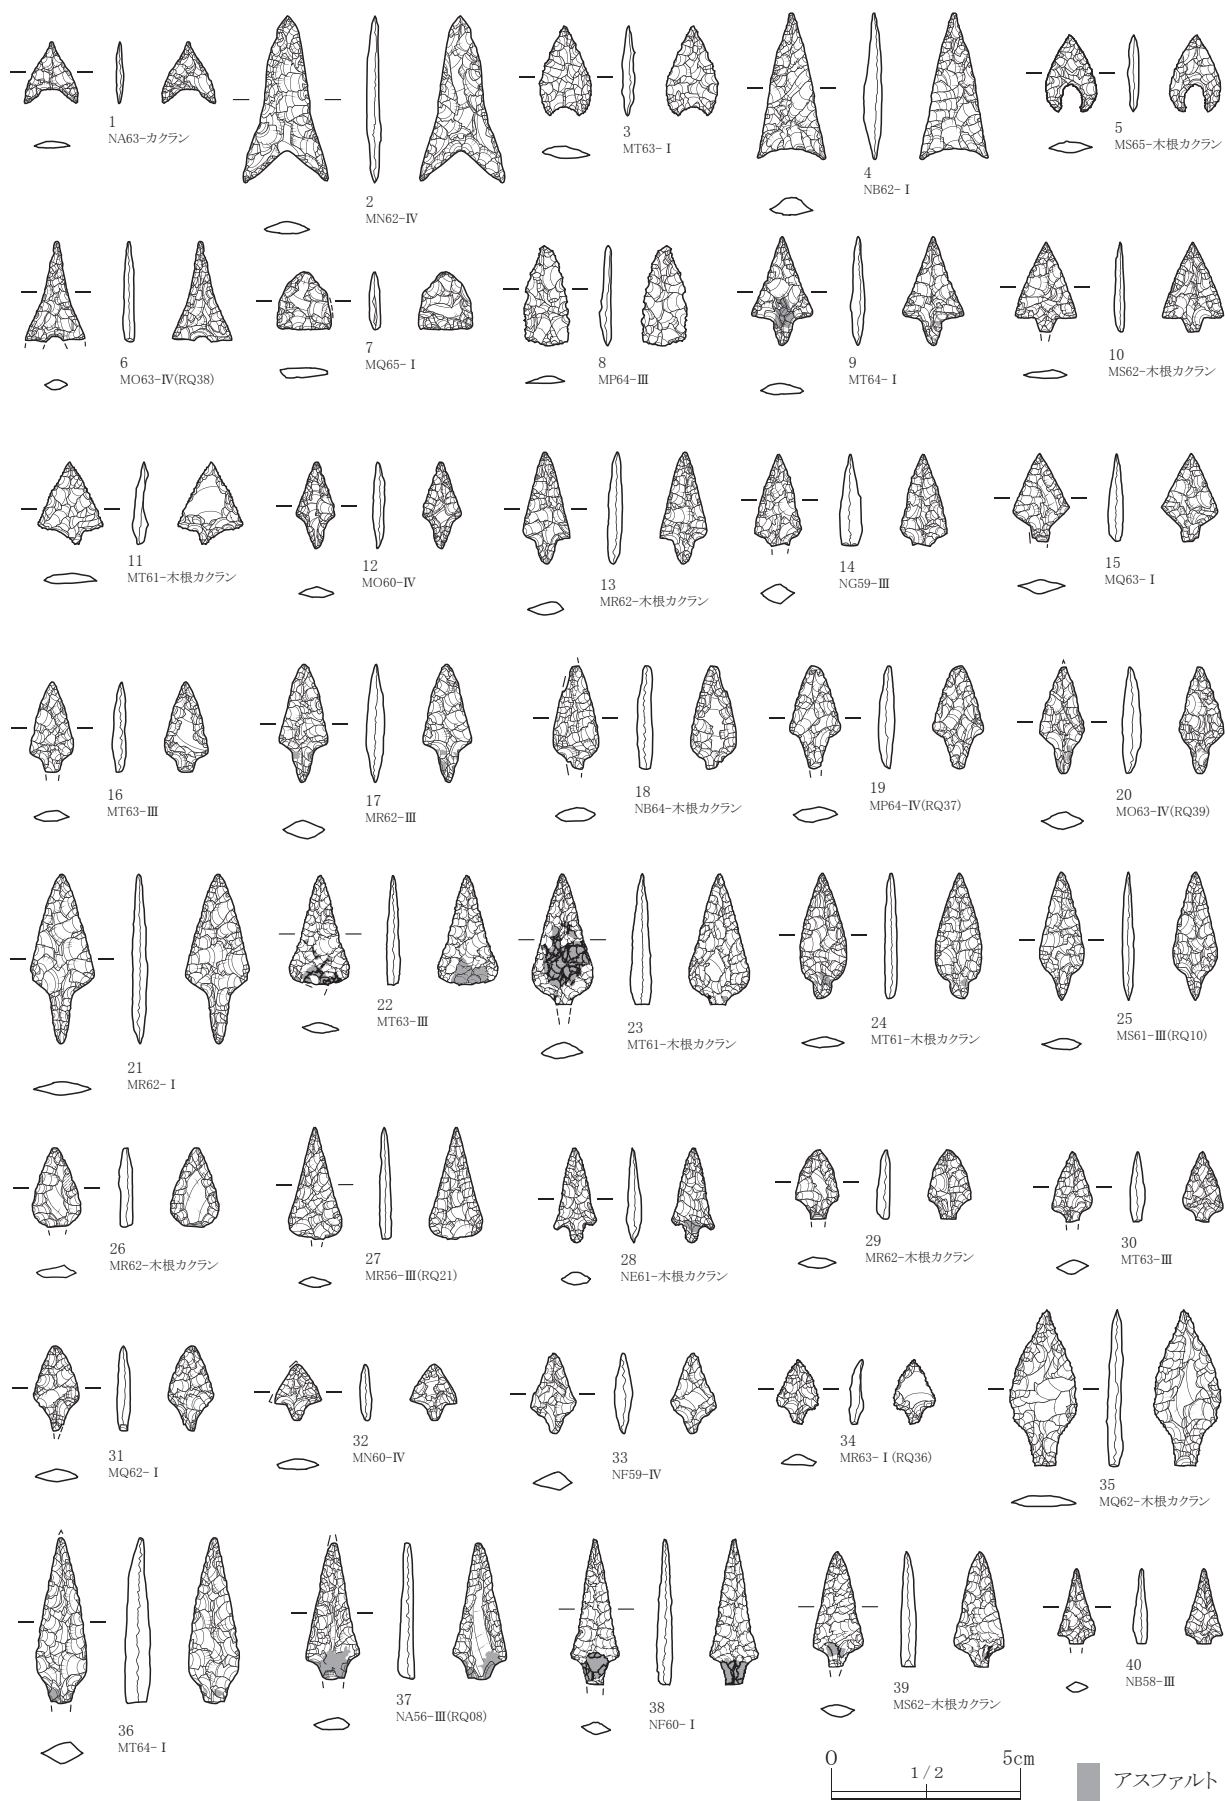 1
NA63-カクラン
2
MN62-Ⅳ
3
MT63-Ⅰ
4
NB62-Ⅰ
5
MS65-木根カクラン
6
MO63-Ⅳ(RQ38)
7
MQ65-Ⅰ
8
MP64-Ⅲ
9
MT64-Ⅰ
10
MS62-木根カクラン
11
MT61-木根カクラン
12
MO60-Ⅳ
13
MR62-木根カクラン
14
NG59-Ⅲ
15
MQ63-Ⅰ
16
MT63-Ⅲ
17
MR62-Ⅲ
18
NB64-木根カクラン
19
MP64-Ⅳ(RQ37)
20
MO63-Ⅳ(RQ39)
21
MR62-Ⅰ
22
MT63-Ⅲ
23
MT61-木根カクラン
24
MT61-木根カクラン
25
MS61-Ⅲ(RQ10)
26
MR62-木根カクラン
27
MR56-Ⅲ(RQ21)
28
NE61-木根カクラン
29
MR62-木根カクラン
30
MT63-Ⅲ
31
MQ62-Ⅰ
32
MN60-Ⅳ
33
NF59-Ⅳ
34
MR63-Ⅰ(RQ36)
35
MQ62-木根カクラン
36
MT64-Ⅰ
37
NA56-Ⅲ(RQ08)
38
NF60-Ⅰ
39
MS62-木根カクラン
40
NB58-Ⅲ
0 1/2 5cm
アスファルト